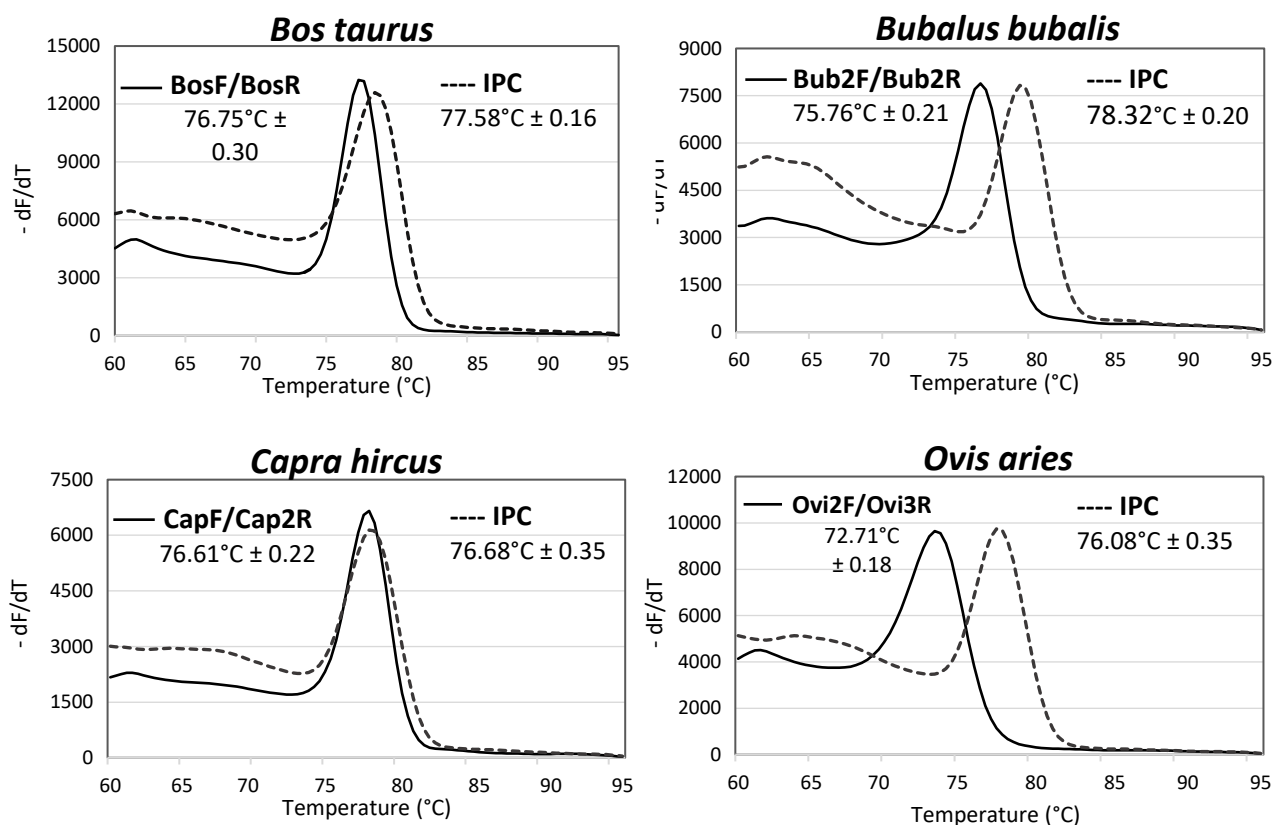 Bos taurus
15000
12000
9000
6000
3000
0
- dF/dT
BosF/BosR
76.75°C ±
0.30
IPC
77.58°C ± 0.16
60 65 70 75 80 85 90 95
Temperature (°C)
Bubalus bubalis
9000
7500
6000
4500
3000
1500
0
- dF/dT
Bub2F/Bub2R
75.76°C ± 0.21
IPC
78.32°C ± 0.20
60 65 70 75 80 85 90 95
Temperature (°C)
Capra hircus
7500
6000
4500
3000
1500
0
- dF/dT
CapF/Cap2R
76.61°C ± 0.22
IPC
76.68°C ± 0.35
60 65 70 75 80 85 90 95
Temperature (°C)
Ovis aries
12000
10000
8000
6000
4000
2000
0
- dF/dT
Ovi2F/Ovi3R
72.71°C
± 0.18
IPC
76.08°C ± 0.35
60 65 70 75 80 85 90 95
Temperature (°C)